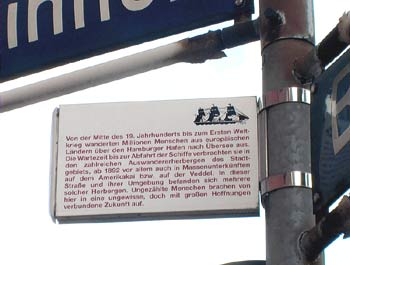 Von der Mitte des 19. Jahrhunderts bis zum Ersten Welt-
krieg wanderten Millionen Menschen aus europäischen
Ländern über den Hamburger Hafen nach Übersee aus.
Die Wartezeit bis zur Abfahrt der Schiffe verbrachten sie in
den zahlreichen Auswandererherbergen des Stadt-
gebiets, ab 1892 vor allem auch in Massenunterkünften
auf dem Amerikakai bzw. auf der Veddel. In dieser
Straße und ihrer Umgebung befanden sich mehrere
solcher Herbergen. Ungezählte Menschen brachen von
hier in eine ungewisse, doch mit großen Hoffnungen
verbundene Zukunft auf.